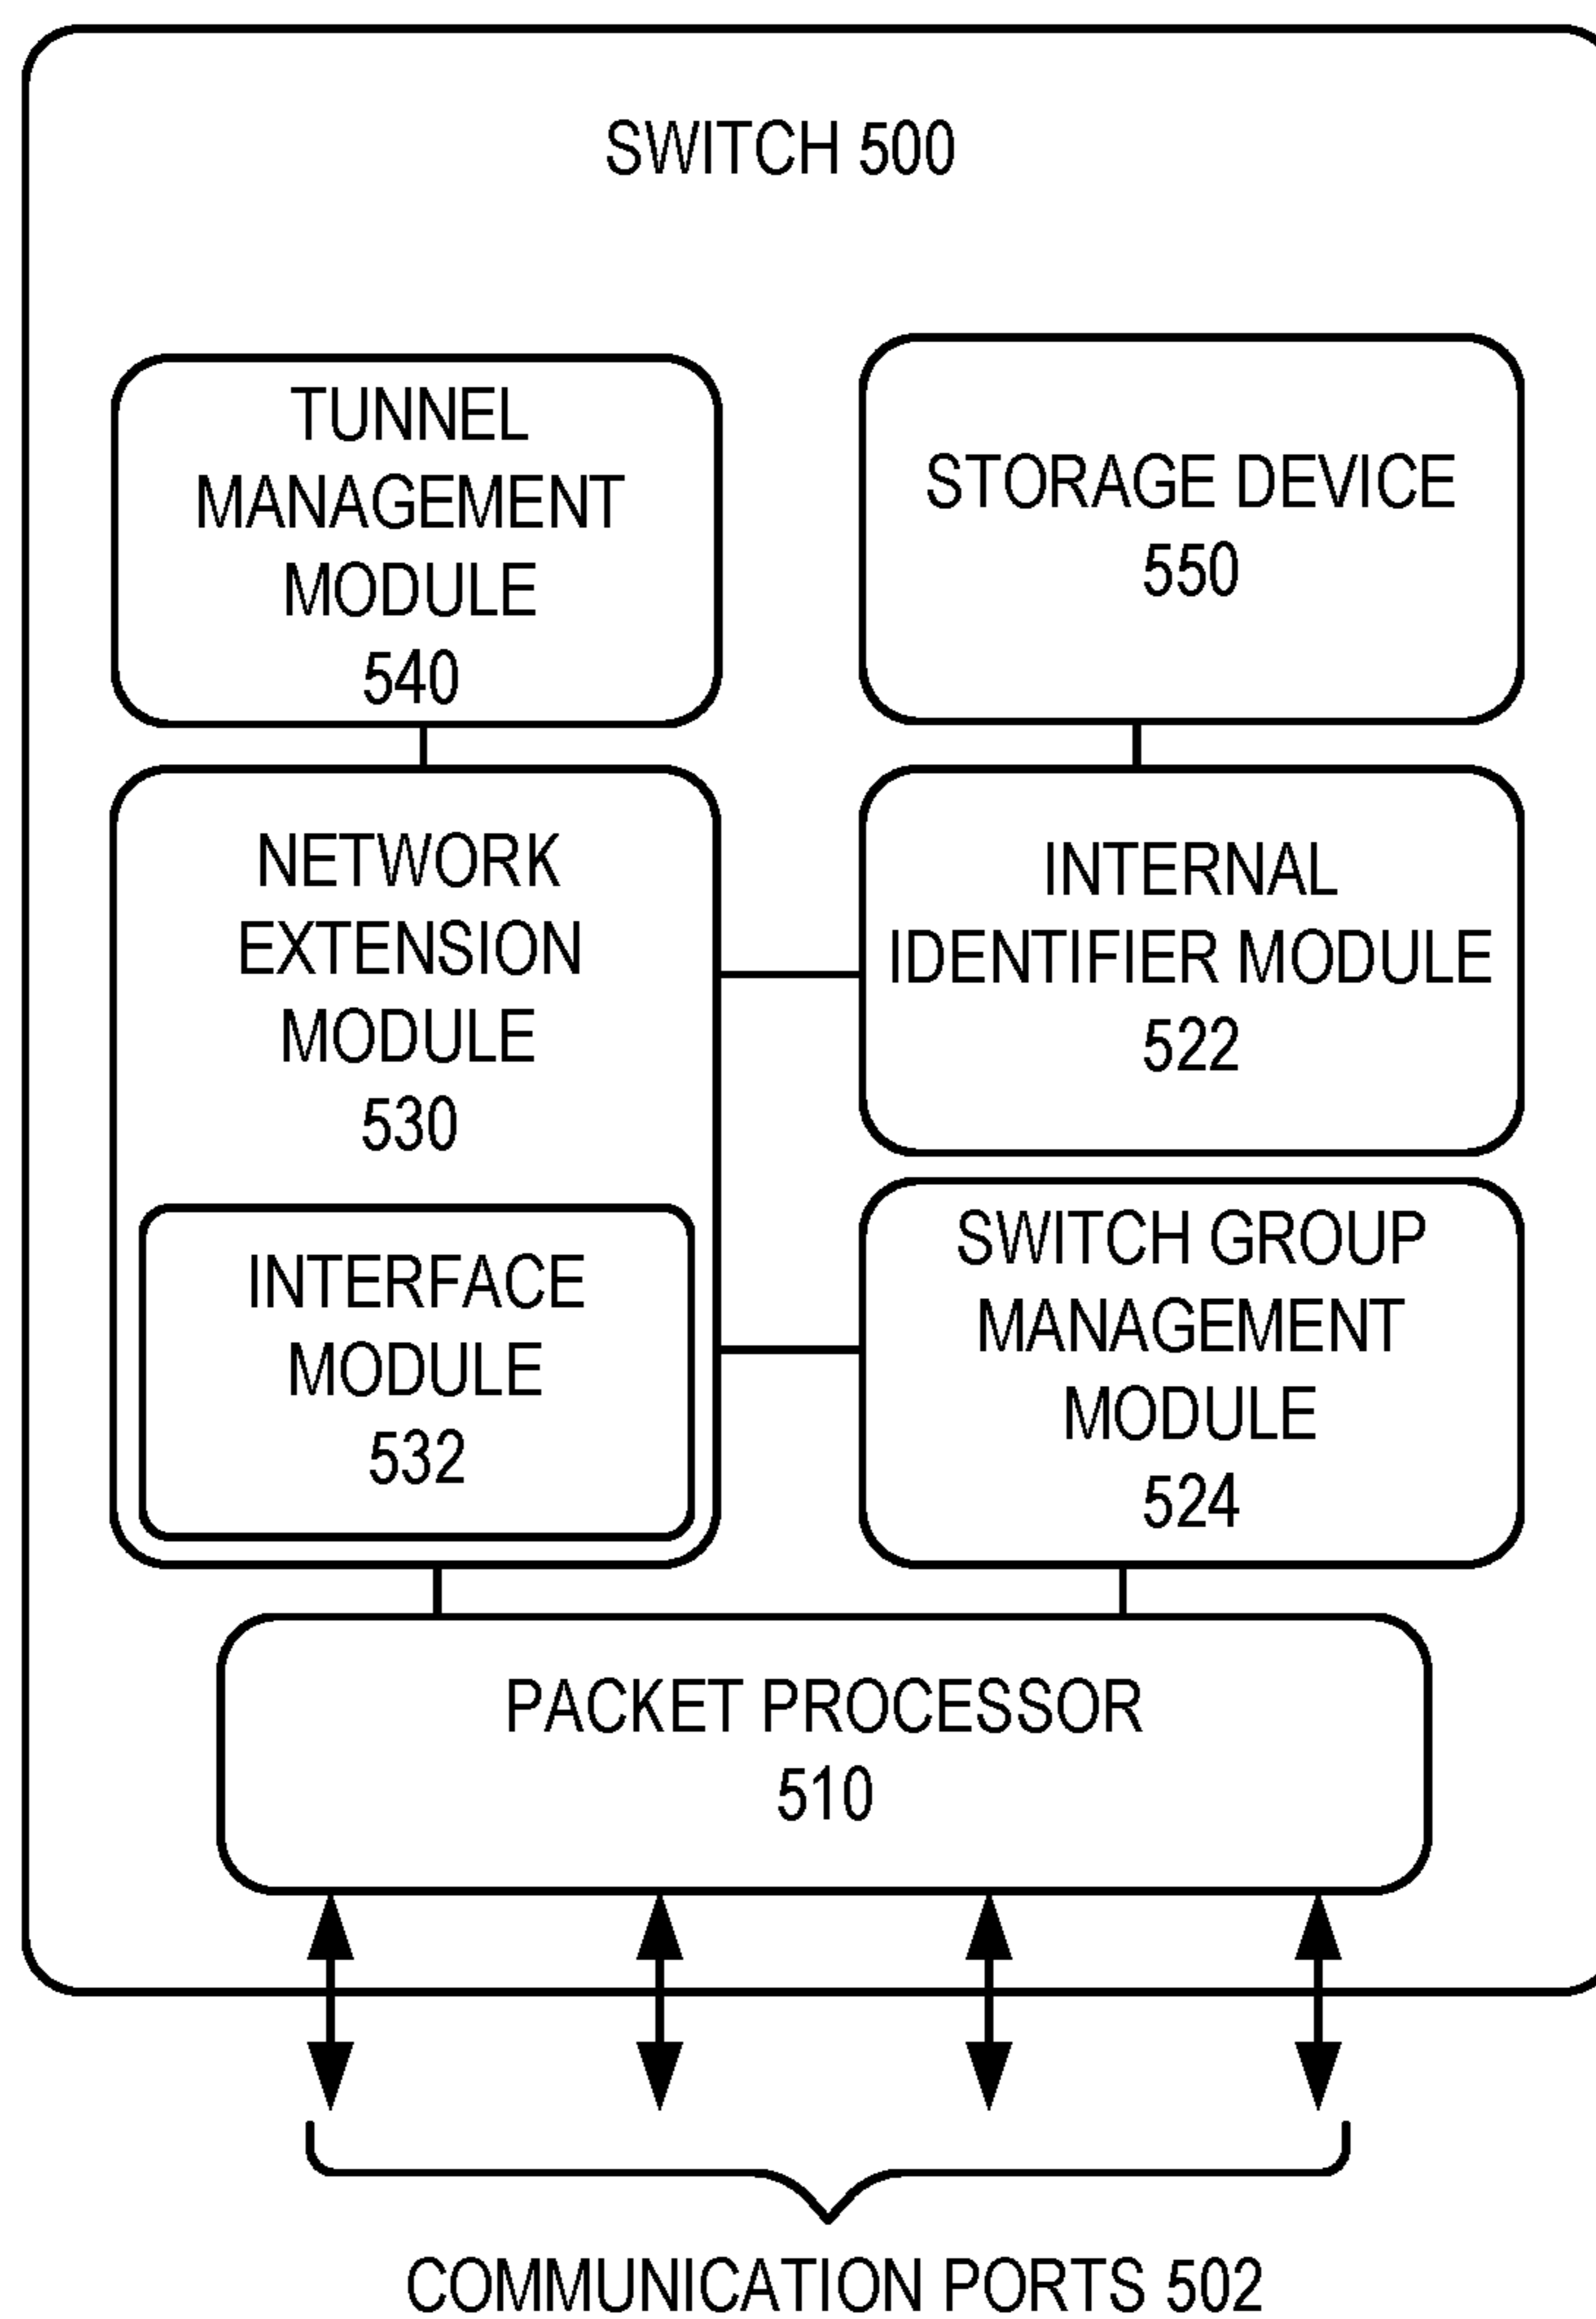 SWITCH 500
TUNNEL
MANAGEMENT
MODULE
540
STORAGE DEVICE
550
NETWORK
EXTENSION
MODULE
530
INTERNAL
IDENTIFIER MODULE
522
INTERFACE
MODULE
532
SWITCH GROUP
MANAGEMENT
MODULE
524
PACKET PROCESSOR
510
COMMUNICATION PORTS 502